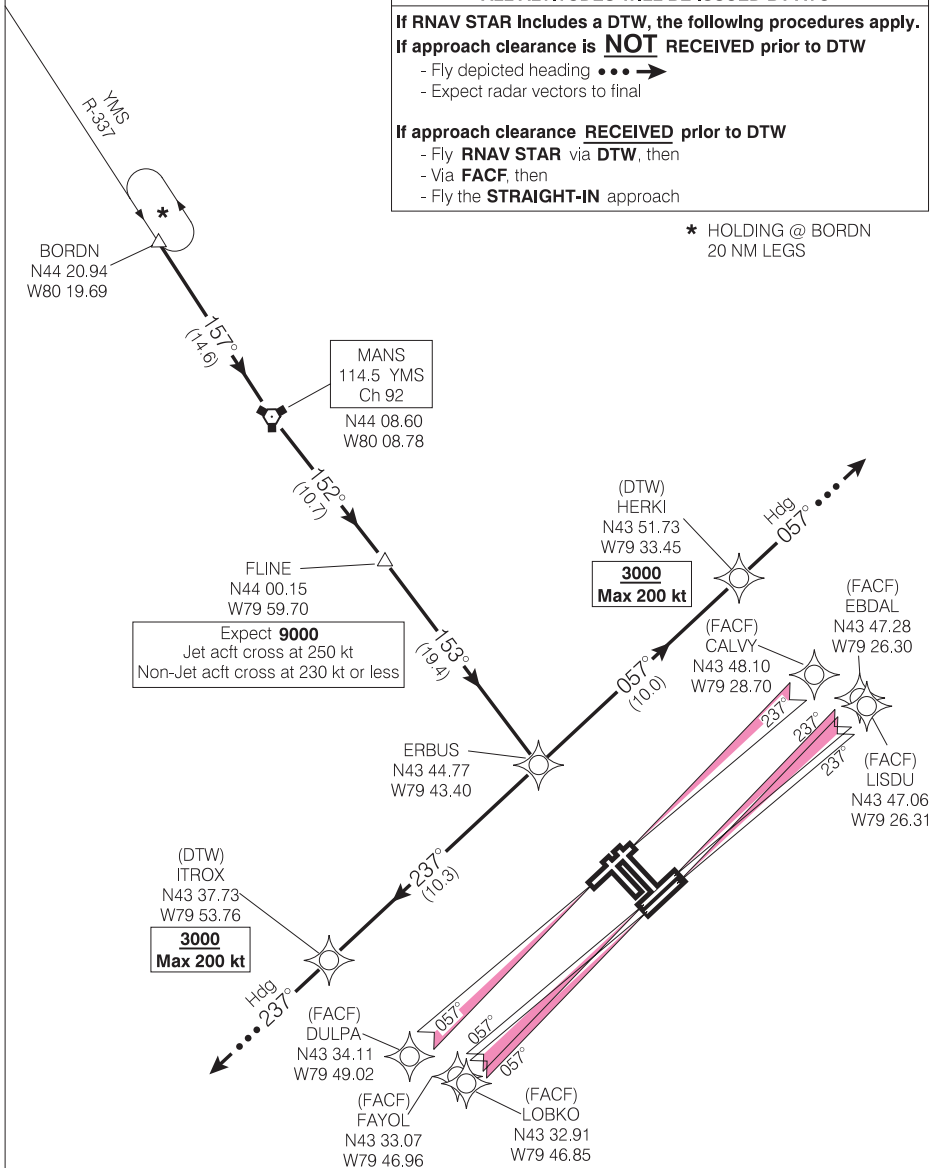 If RNAV STAR Includes a DTW, the following procedures apply.
If approach clearance is NOT RECEIVED prior to DTW
- Fly depicted heading
- Expect radar vectors to final
If approach clearance RECEIVED prior to DTW
- Fly RNAV STAR via DTW, then
- Via FACF, then
- Fly the STRAIGHT-IN approach
* HOLDING @ BORDN
20 NM LEGS
YMS
R-337
*
BORDN
N44 20.94
W80 19.69
157°
(14.6)
MANS
114.5 YMS
Ch 92
N44 08.60
W80 08.78
152°
(10.7)
FLINE
N44 00.15
W79 59.70
Expect 9000
Jet acft cross at 250 kt
Non-Jet acft cross at 230 kt or less
153°
(19.4)
(DTW)
HERKI
N43 51.73
W79 33.45
3000
Max 200 kt
Hdg
057°
057°
(10.0)
(FACF)
EBDAL
N43 47.28
W79 26.30
(FACF)
CALVY
N43 48.10
W79 28.70
237°
237°
237°
(FACF)
LISDU
N43 47.06
W79 26.31
ERBUS
N43 44.77
W79 43.40
237°
(10.3)
(DTW)
ITROX
N43 37.73
W79 53.76
3000
Max 200 kt
Hdg
237°
057°
057°
057°
(FACF)
DULPA
N43 34.11
W79 49.02
(FACF)
FAYOL
N43 33.07
W79 46.96
(FACF)
LOBKO
N43 32.91
W79 46.85